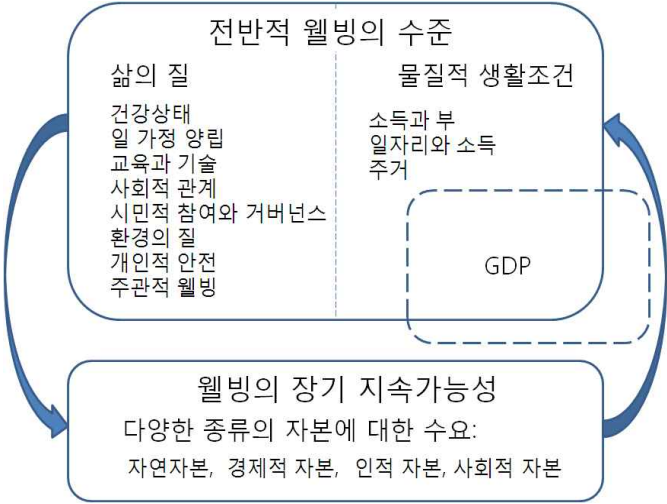 전반적 웰빙의 수준
삶의 질
건강상태
일 가정 양립
교육과 기술
사회적 관계
시민적 참여와 거버넌스
환경의 질
개인적 안전
주관적 웰빙
물질적 생활조건
소득과 부
일자리와 소득
주거
GDP
웰빙의 장기 지속가능성
다양한 종류의 자본에 대한 수요:
자연자본, 경제적 자본, 인적 자본, 사회적 자본